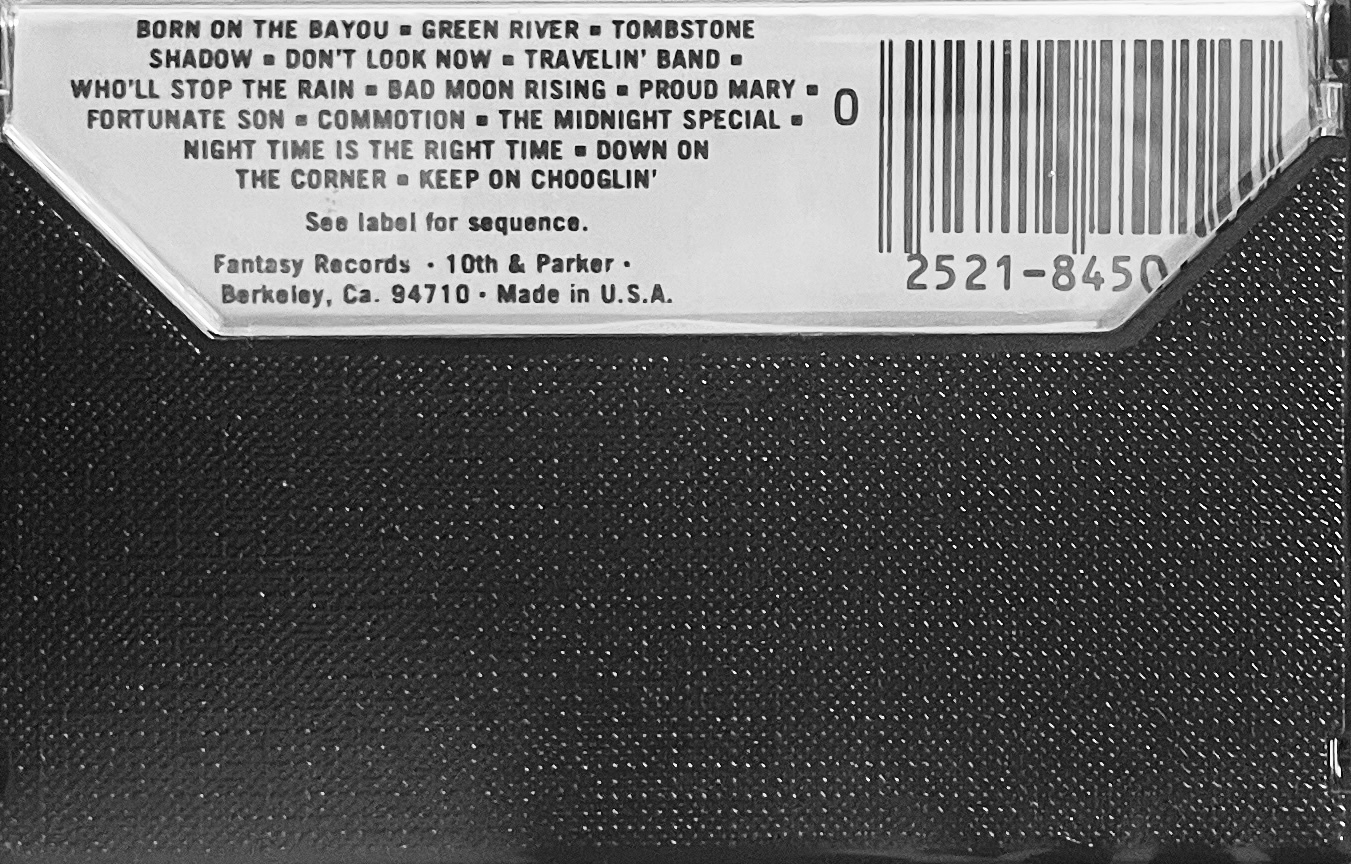 BORN ON THE BAYOU ▪ GREEN RIVER ▪ TOMBSTONE
SHADOW ▪ DON'T LOOK NOW ▪ TRAVELIN' BAND ▪
WHO'LL STOP THE RAIN ▪ BAD MOON RISING ▪ PROUD MARY ▪
FORTUNATE SON ▪ COMMOTION ▪ THE MIDNIGHT SPECIAL ▪
NIGHT TIME IS THE RIGHT TIME ▪ DOWN ON
THE CORNER ▪ KEEP ON CHOOGLIN'
See label for sequence.
Fantasy Records · 10th & Parker ·
Berkeley, Ca. 94710 · Made in U.S.A.
0
2521-8450